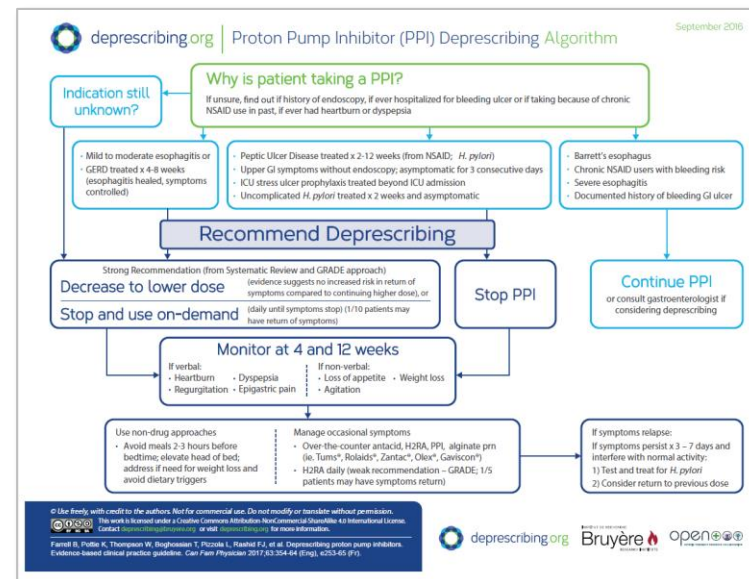 deprescribing.org | Proton Pump Inhibitor (PPI) Deprescribing Algorithm
September 2016
Why is patient taking a PPI?
If unsure, find out if history of endoscopy, if ever hospitalized for bleeding ulcer or if taking because of chronic
NSAID use in past, if ever had heartburn or dyspepsia
Indication still
unknown?
· Mild to moderate esophagitis or
· GERD treated x 4-8 weeks
(esophagitis healed, symptoms
controlled)
· Peptic Ulcer Disease treated x 2-12 weeks (from NSAID; H. pylori)
· Upper GI symptoms without endoscopy; asymptomatic for 3 consecutive days
· ICU stress ulcer prophylaxis treated beyond ICU admission
· Uncomplicated H. pylori treated x 2 weeks and asymptomatic
· Barrett's esophagus
· Chronic NSAID users with bleeding risk
· Severe esophagitis
· Documented history of bleeding GI ulcer
Recommend Deprescribing
Strong Recommendation (from Systematic Review and GRADE approach)
Decrease to lower dose
(evidence suggests no increased risk in return of
symptoms compared to continuing higher dose), or
Stop and use on-demand
(daily until symptoms stop) (1/10 patients may
have return of symptoms)
Stop PPI
Continue PPI
or consult gastroenterologist if
considering deprescribing
Monitor at 4 and 12 weeks
If verbal:
· Heartburn · Dyspepsia
· Regurgitation · Epigastric pain
If non-verbal:
· Loss of appetite · Weight loss
· Agitation
Use non-drug approaches
· Avoid meals 2-3 hours before
bedtime; elevate head of bed;
address if need for weight loss and
avoid dietary triggers
Manage occasional symptoms
· Over-the-counter antacid, H2RA, PPI, alginate prn
(ie. Tums®, Rolaids®, Zantac®, Olex®, Gaviscon®)
· H2RA daily (weak recommendation – GRADE; 1/5
patients may have symptoms return)
If symptoms relapse:
If symptoms persist x 3 – 7 days and
interfere with normal activity:
1) Test and treat for H. pylori
2) Consider return to previous dose
© Use freely, with credit to the authors. Not for commercial use. Do not modify or translate without permission.
This work is licensed under a Creative Commons Attribution-NonCommercial-ShareAlike 4.0 International License.
Contact deprescribing@bruyere.org or visit deprescribing.org for more information.
Farrell B, Pottie K, Thompson W, Boghossian T, Pizzola L, Rashid FJ, et al. Deprescribing proton pump inhibitors.
Evidence-based clinical practice guideline. Can Fam Physician 2017;63:354-64 (Eng), e253-65 (Fr).
deprescribing.org
Bruyère
open